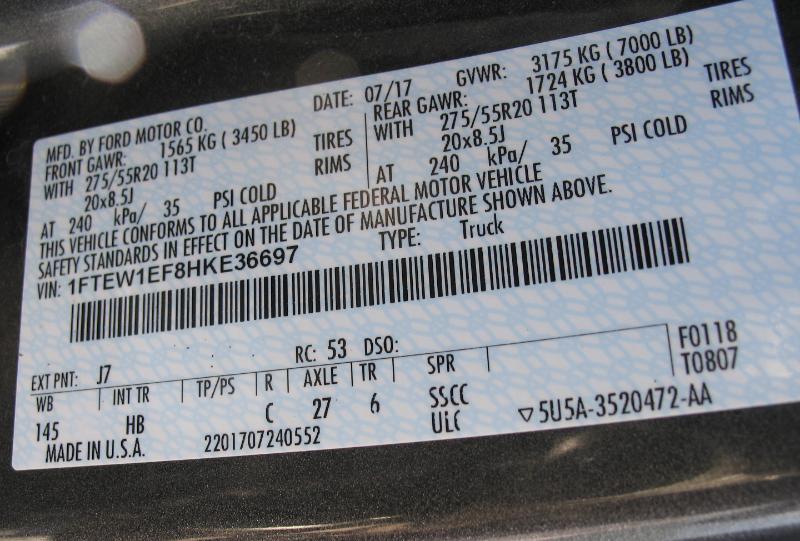 MFD. BY FORD MOTOR CO. DATE: 07/17 GVWR: 3175 KG ( 7000 LB)
FRONT GAWR: 1565 KG ( 3450 LB) REAR GAWR: 1724 KG ( 3800 LB)
WITH 275/55R20 113T TIRES WITH 275/55R20 113T TIRES
20x8.5J RIMS 20x8.5J RIMS
AT 240 kPa/ 35 PSI COLD AT 240 kPa/ 35 PSI COLD
THIS VEHICLE CONFORMS TO ALL APPLICABLE FEDERAL MOTOR VEHICLE
SAFETY STANDARDS IN EFFECT ON THE DATE OF MANUFACTURE SHOWN ABOVE.
VIN: 1FTEW1EF8HKE36697 TYPE: Truck
EXT PNT: J7 RC: 53 DSO: F0118
WB INT TR TP/PS R AXLE TR SPR T0807
145 HB C 27 6 SSCC
ULC ▽5U5A-3520472-AA
MADE IN U.S.A. 2201707240552